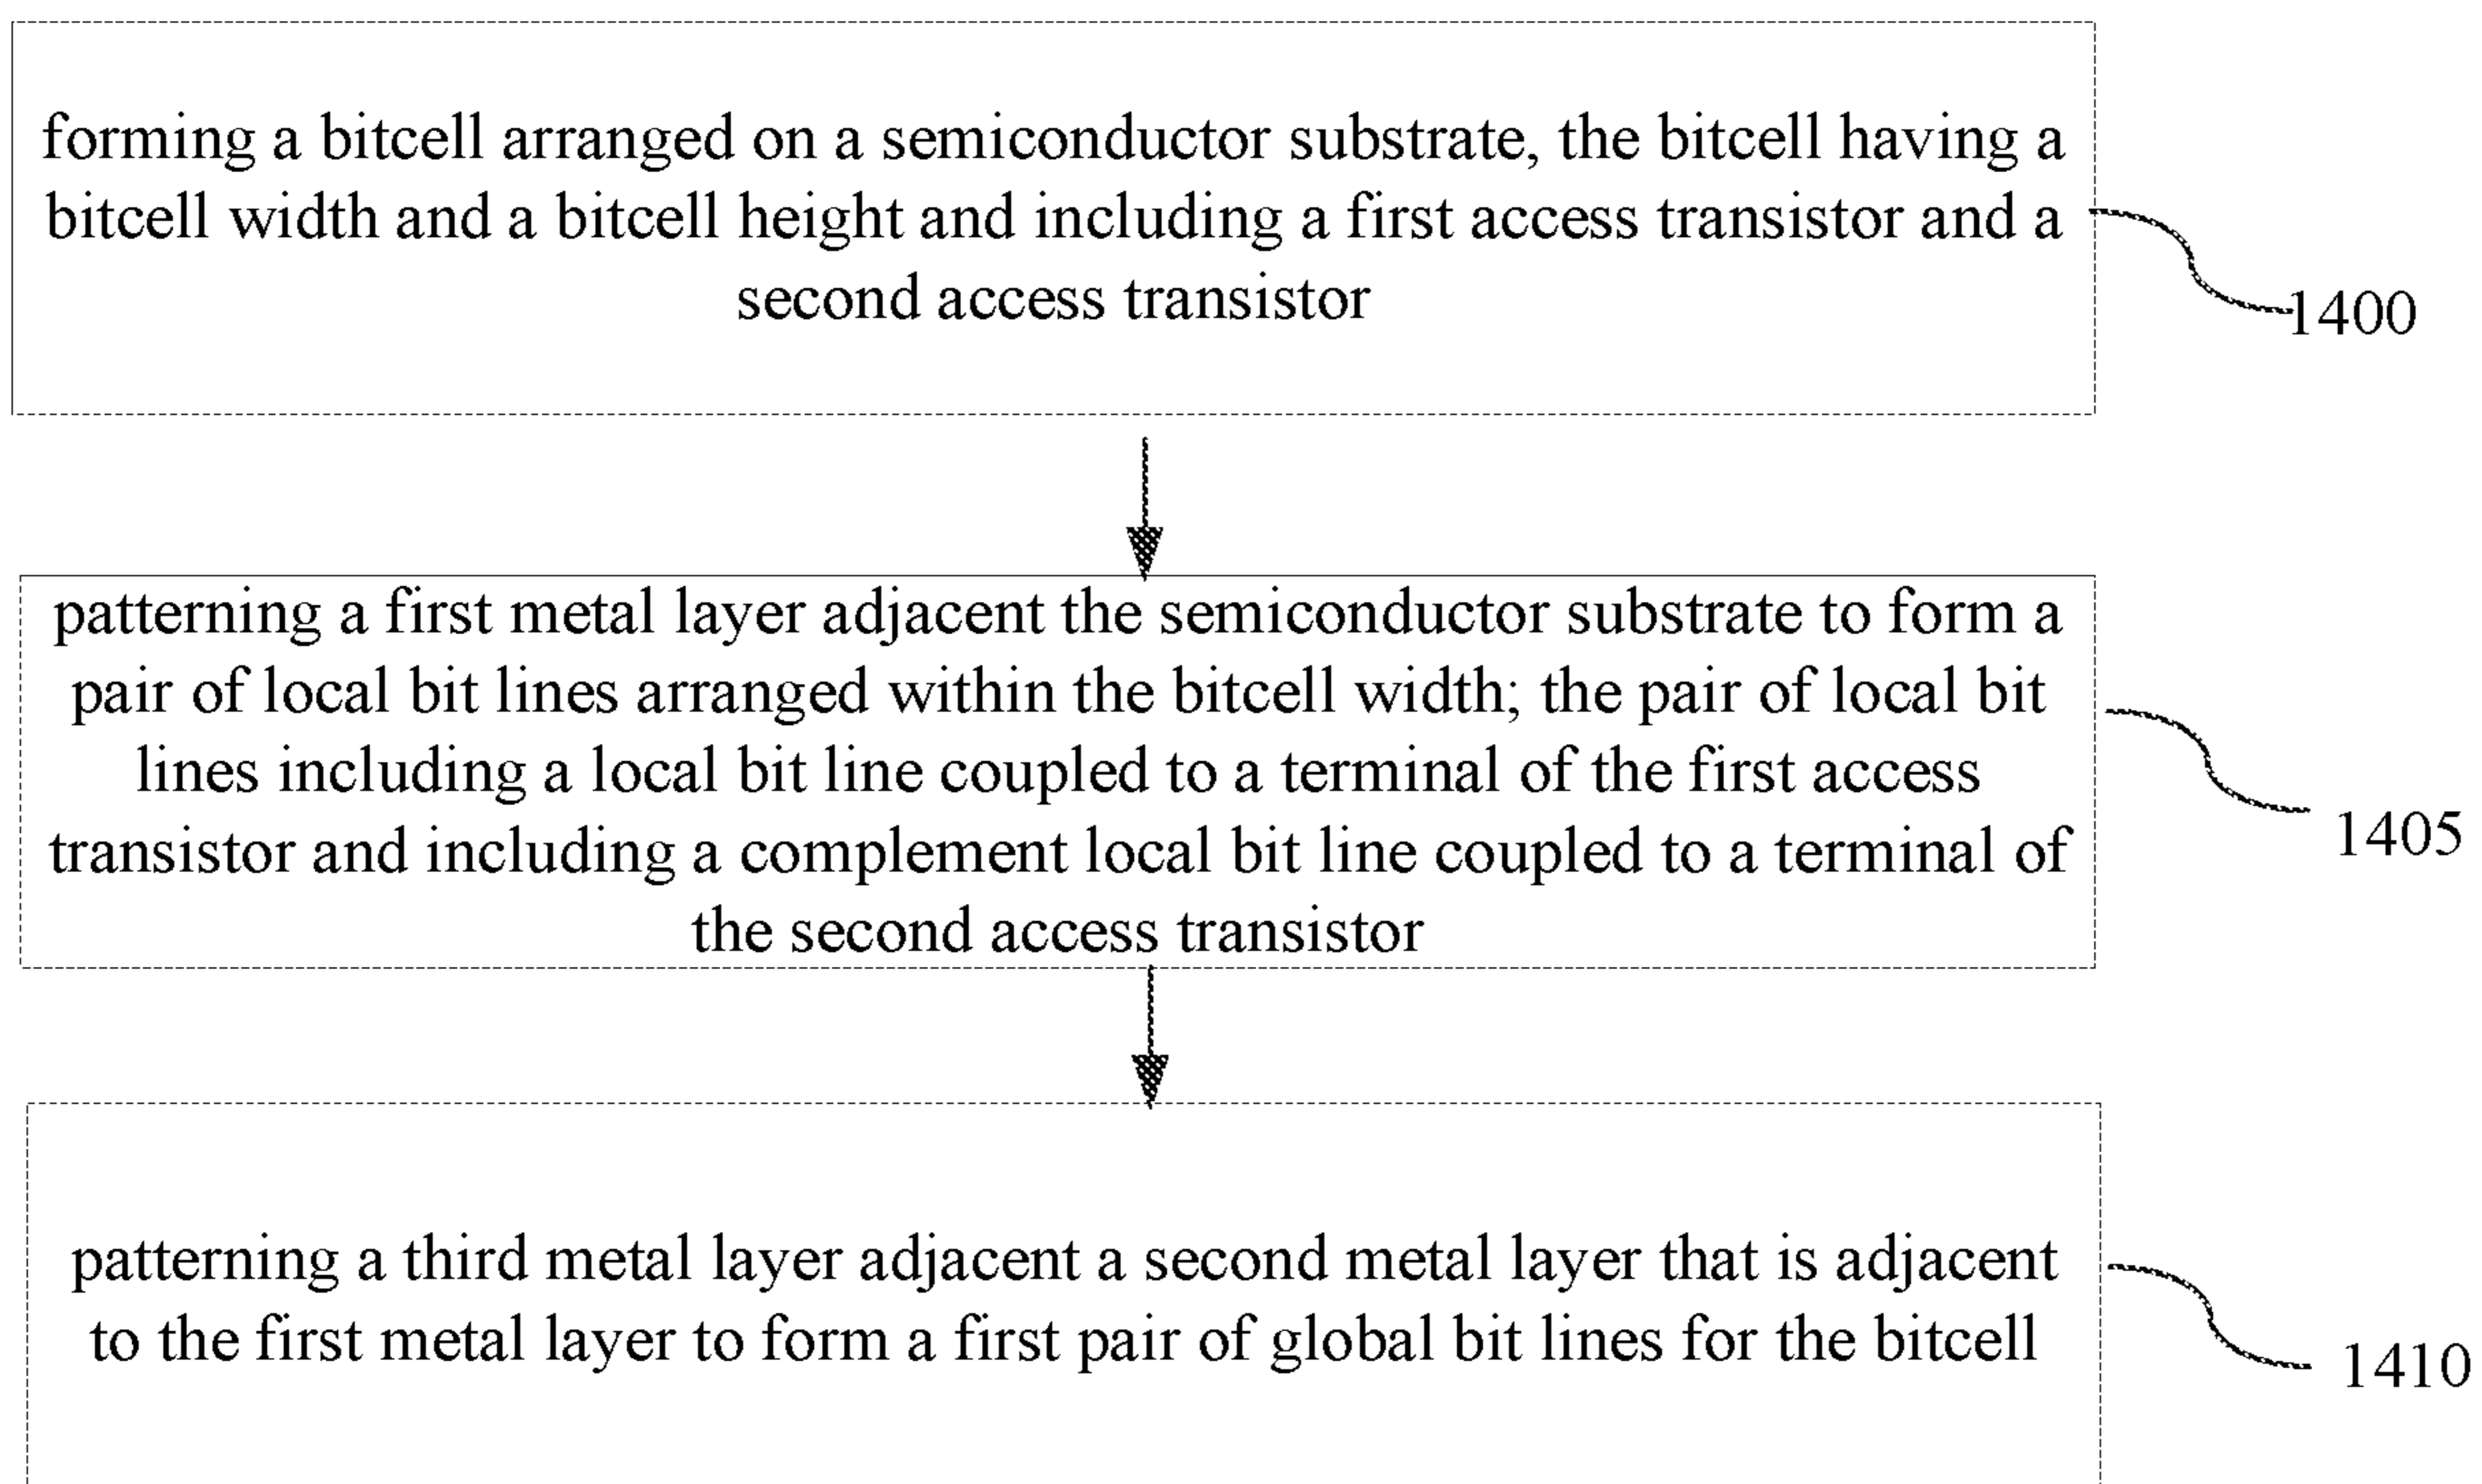 forming a bitcell arranged on a semiconductor substrate, the bitcell having a
bitcell width and a bitcell height and including a first access transistor and a
second access transistor
1400
patterning a first metal layer adjacent the semiconductor substrate to form a
pair of local bit lines arranged within the bitcell width; the pair of local bit
lines including a local bit line coupled to a terminal of the first access
transistor and including a complement local bit line coupled to a terminal of
the second access transistor
1405
patterning a third metal layer adjacent a second metal layer that is adjacent
to the first metal layer to form a first pair of global bit lines for the bitcell
1410